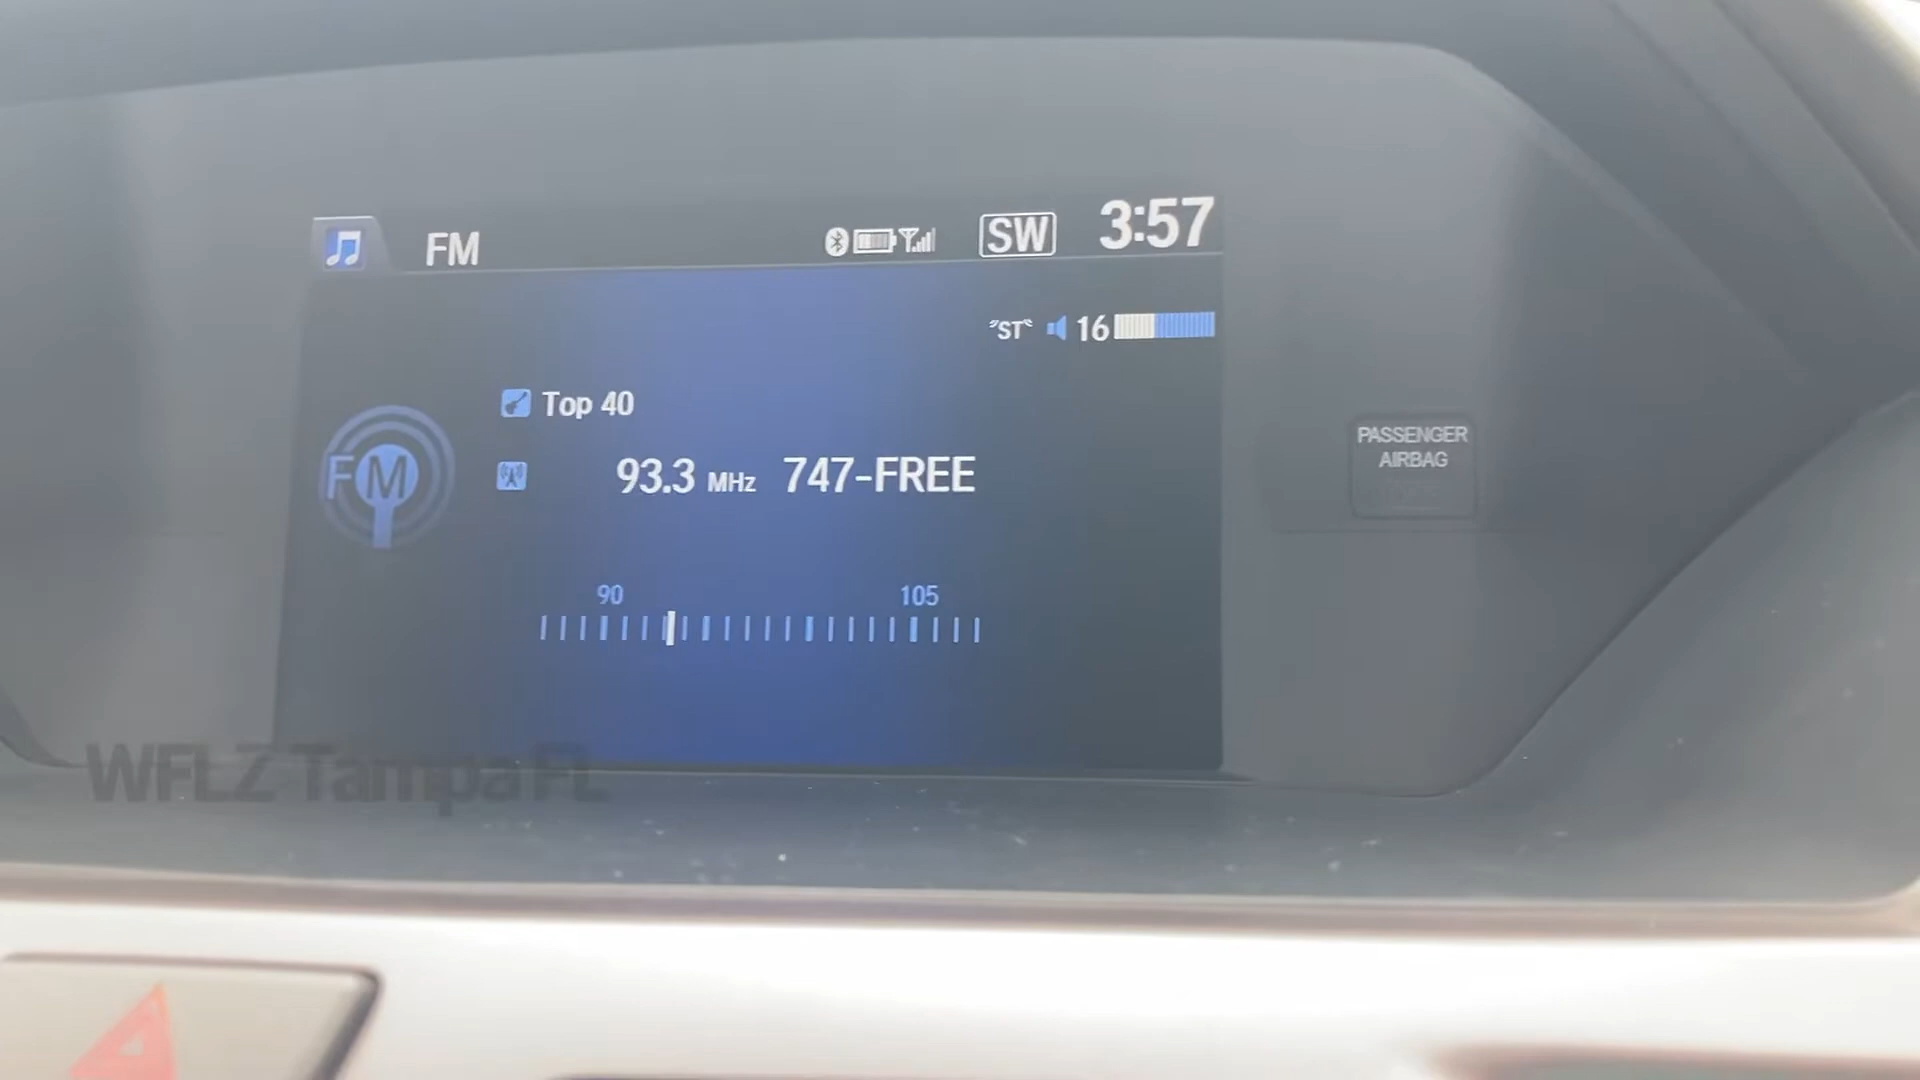 FM
SW
3:57
"ST"
16
Top 40
FM
93.3 MHz 747-FREE
90 105
PASSENGER
AIRBAG
WFLZ Tampa FL